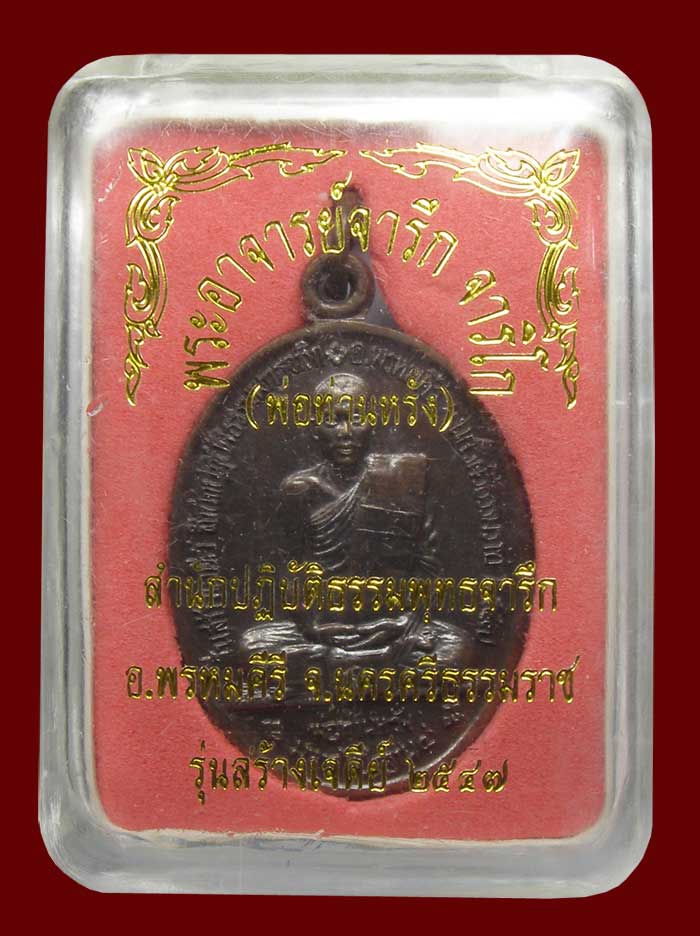 พระอาจารย์จารึก จาริโก
(พ่อท่านหรั่ง)
สำนักปฏิบัติธรรมพุทธจารึก
อ.พรหมคีรี จ.นครศรีธรรมราช
รุ่นสร้างเจดีย์ ๒๕๔๗